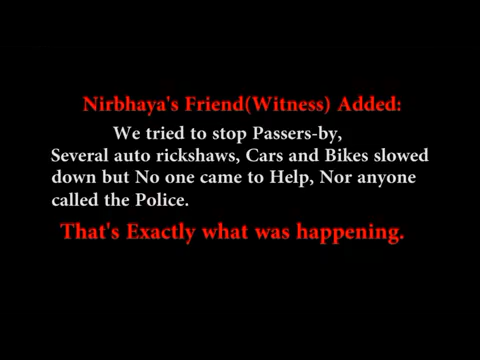 Nirbhaya's Friend(Witness) Added:
We tried to stop Passers-by,
Several auto rickshaws, Cars and Bikes slowed
down but No one came to Help, Nor anyone
called the Police.
That's Exactly what was happening.